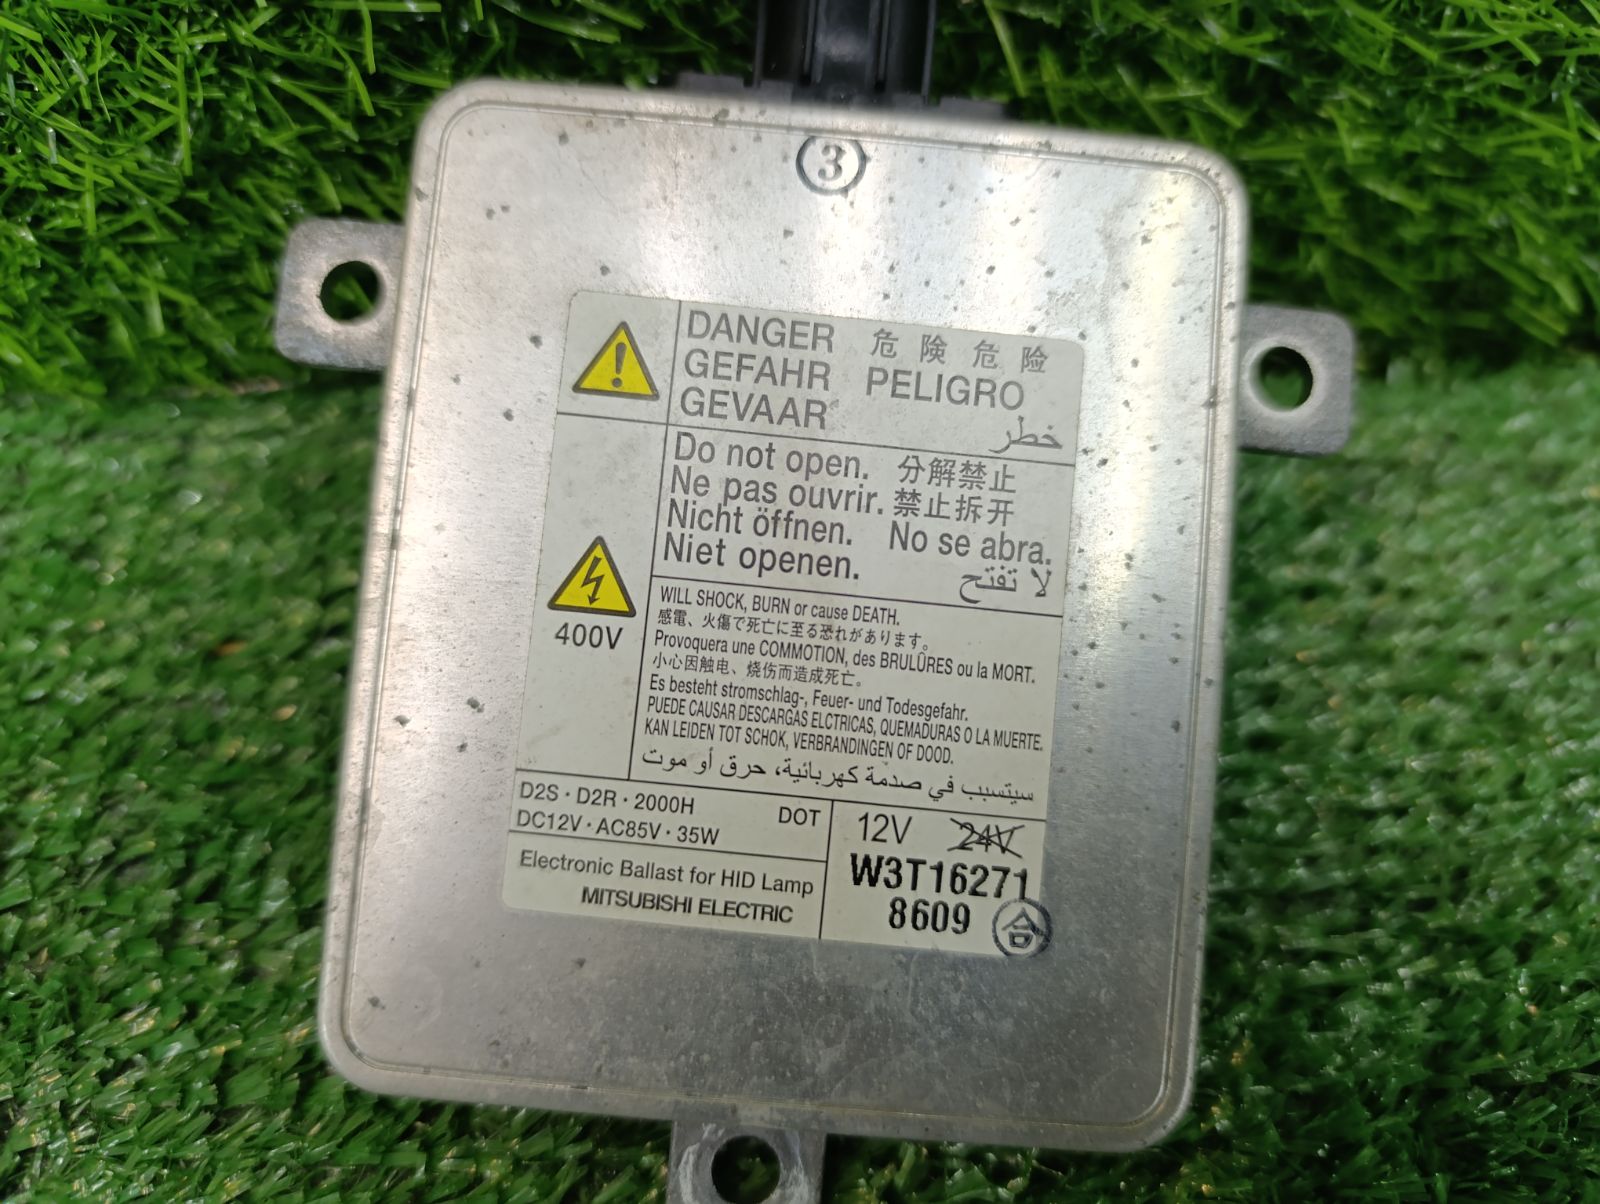 3
DANGER 危険 危险
GEFAHR PELIGRO
GEVAAR خطر
Do not open. 分解禁止
Ne pas ouvrir. 禁止拆开
Nicht öffnen. No se abra.
Niet openen. لا تفتح
400V
WILL SHOCK, BURN or cause DEATH.
感電、火傷で死亡に至る恐れがあります。
Provoquera une COMMOTION, des BRULÛRES ou la MORT.
小心因触电、烧伤而造成死亡。
Es besteht stromschlag-, Feuer- und Todesgefahr.
PUEDE CAUSAR DESCARGAS ELCTRICAS, QUEMADURAS O LA MUERTE.
KAN LEIDEN TOT SCHOK, VERBRANDINGEN OF DOOD.
سيتسبب في صدمة كهربائية، حرق أو موت
D2S・D2R・2000H DOT
DC12V・AC85V・35W
12V 24V
W3T16271
8609 合
Electronic Ballast for HID Lamp
MITSUBISHI ELECTRIC